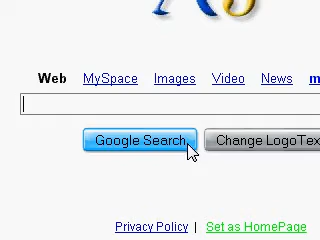 Web MySpace Images Video News
Google Search Change LogoTex
Privacy Policy | Set as HomePage